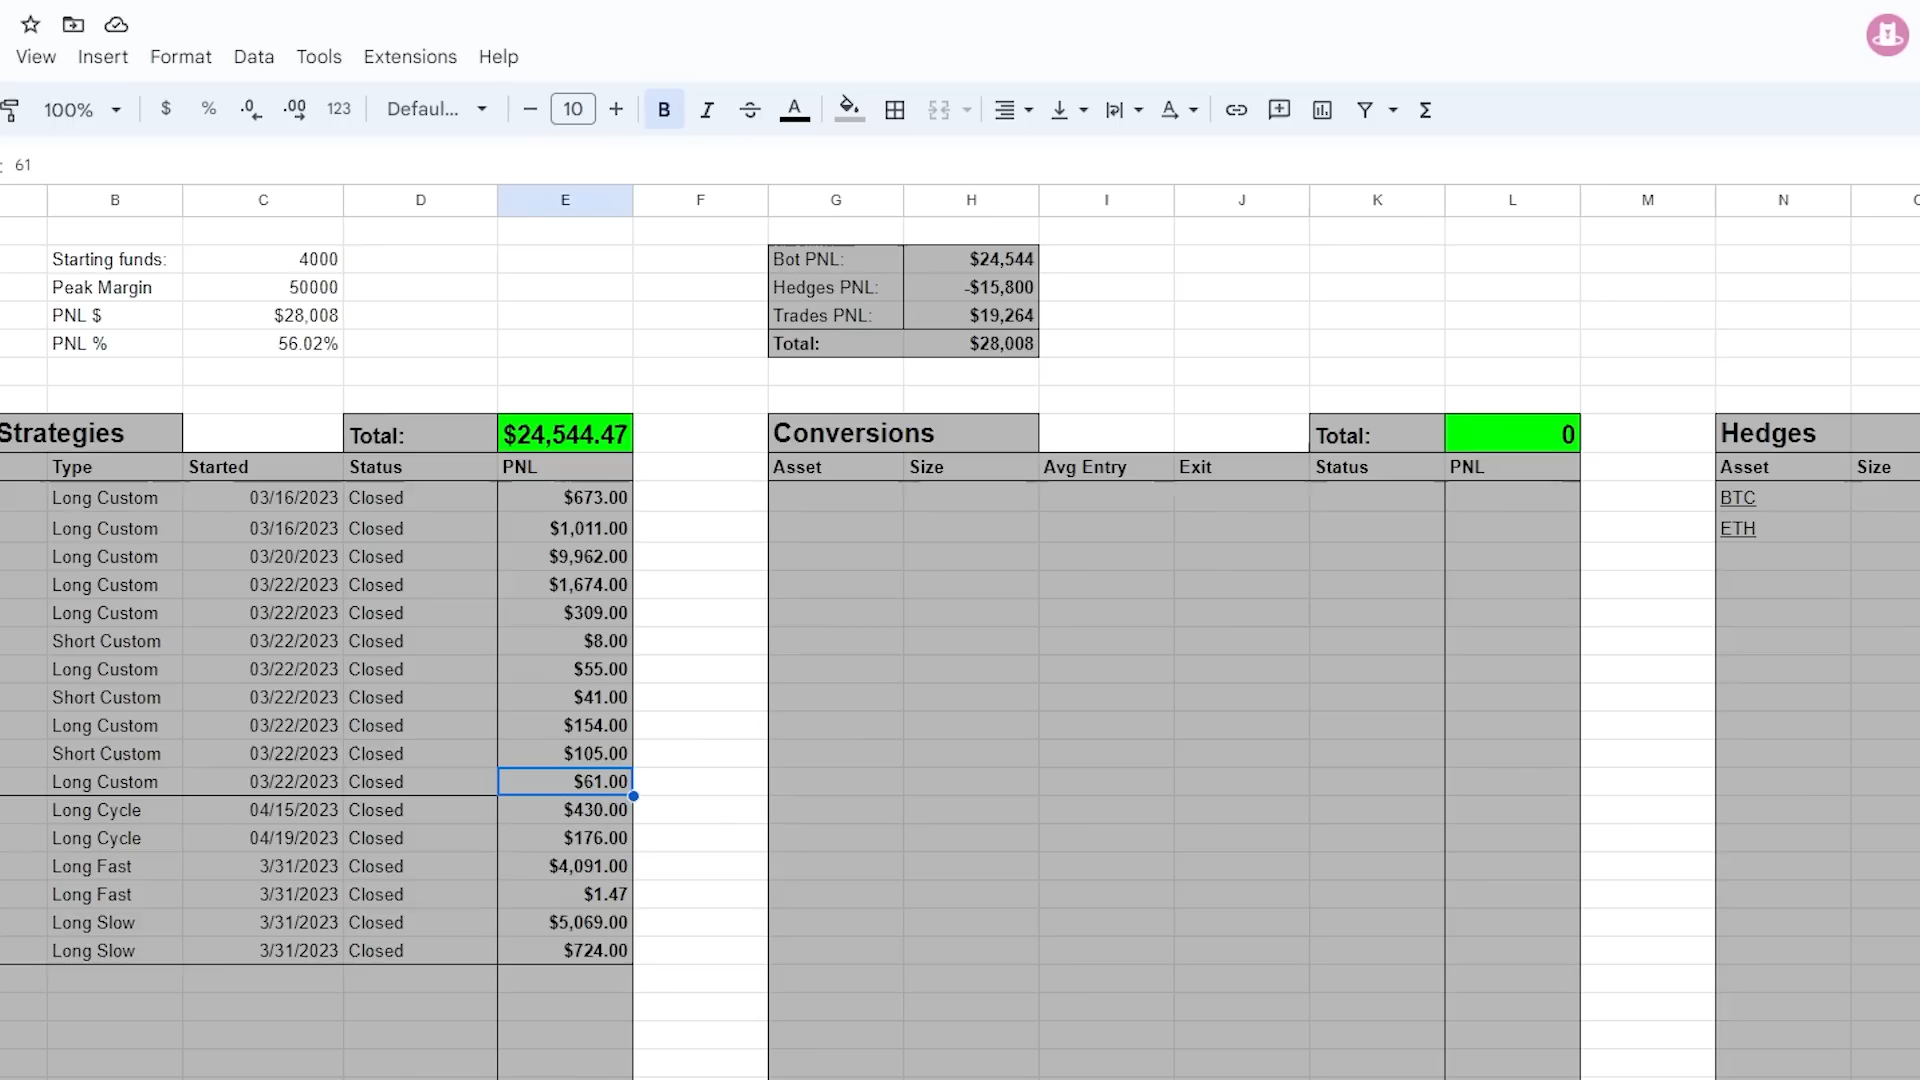 View Insert Format Data Tools Extensions Help
100% $ % .0 .00 123 Defaul... − 10 + B I A A Σ
: 61
B C D E F G H I J K L M N
Starting funds: 4000 Bot PNL: $24,544
Peak Margin 50000 Hedges PNL: -$15,800
PNL $ $28,008 Trades PNL: $19,264
PNL % 56.02% Total: $28,008
Strategies Total: $24,544.47 Conversions Total: 0 Hedges
Type Started Status PNL Asset Size Avg Entry Exit Status PNL Asset Size
Long Custom 03/16/2023 Closed $673.00 BTC
Long Custom 03/16/2023 Closed $1,011.00 ETH
Long Custom 03/20/2023 Closed $9,962.00
Long Custom 03/22/2023 Closed $1,674.00
Long Custom 03/22/2023 Closed $309.00
Short Custom 03/22/2023 Closed $8.00
Long Custom 03/22/2023 Closed $55.00
Short Custom 03/22/2023 Closed $41.00
Long Custom 03/22/2023 Closed $154.00
Short Custom 03/22/2023 Closed $105.00
Long Custom 03/22/2023 Closed $61.00
Long Cycle 04/15/2023 Closed $430.00
Long Cycle 04/19/2023 Closed $176.00
Long Fast 3/31/2023 Closed $4,091.00
Long Fast 3/31/2023 Closed $1.47
Long Slow 3/31/2023 Closed $5,069.00
Long Slow 3/31/2023 Closed $724.00